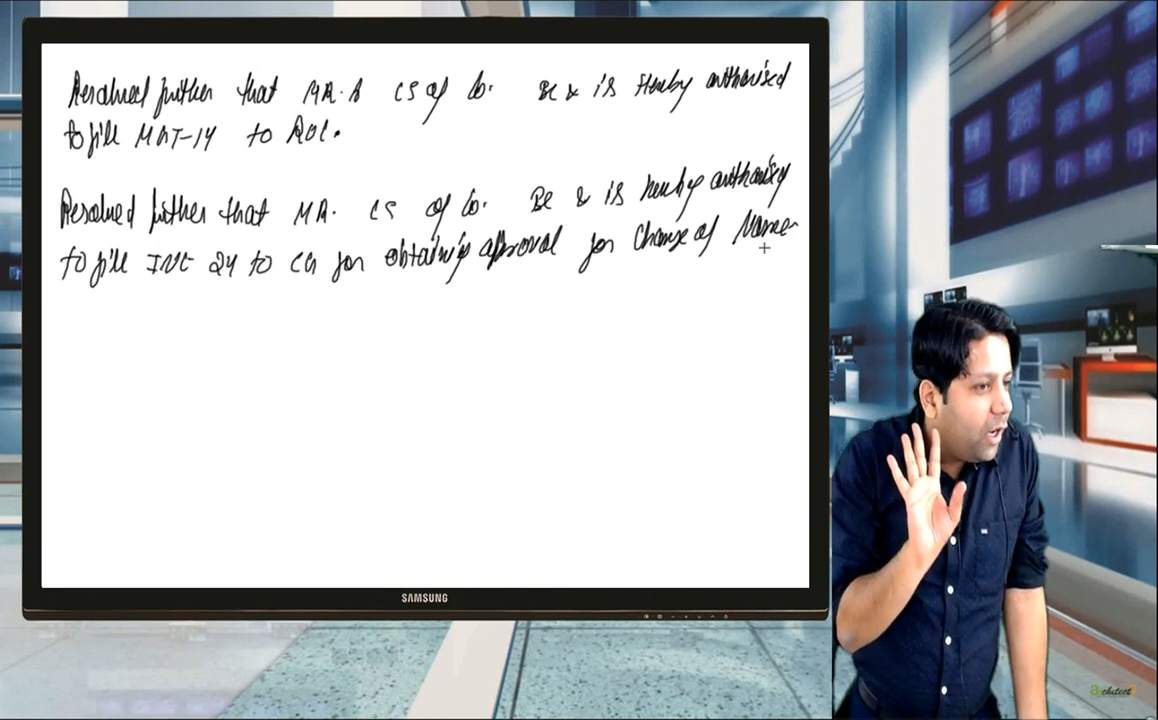 Resolved further that MR. A CS of Co. Be & is Hereby authorised
to file MGT-14 to ROC.
Resolved further that MR. CS of Co. Be & is hereby authorisy
to file INC 24 to CG for obtainig approval for Change of Name
SAMSUNG